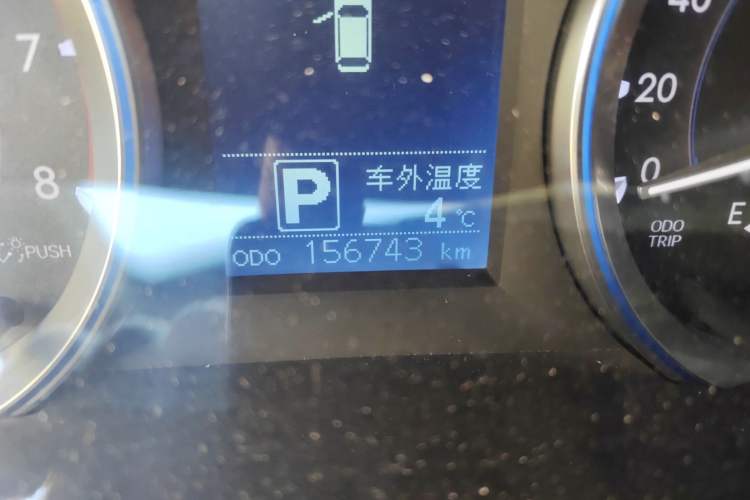 7
8
PUSH
P
车外温度
4 ℃
ODO 156743 km
40
20
0
E
ODO
TRIP